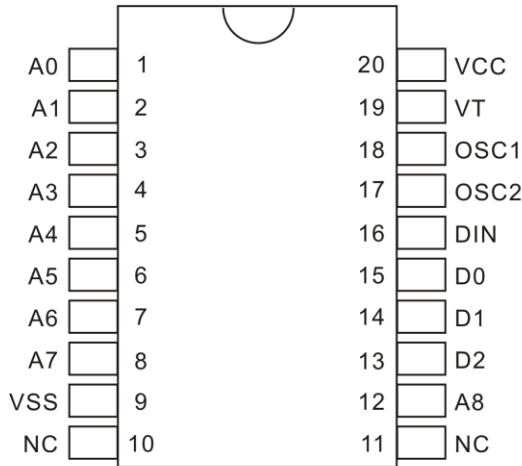 A0 1 20 VCC
A1 2 19 VT
A2 3 18 OSC1
A3 4 17 OSC2
A4 5 16 DIN
A5 6 15 D0
A6 7 14 D1
A7 8 13 D2
VSS 9 12 A8
NC 10 11 NC